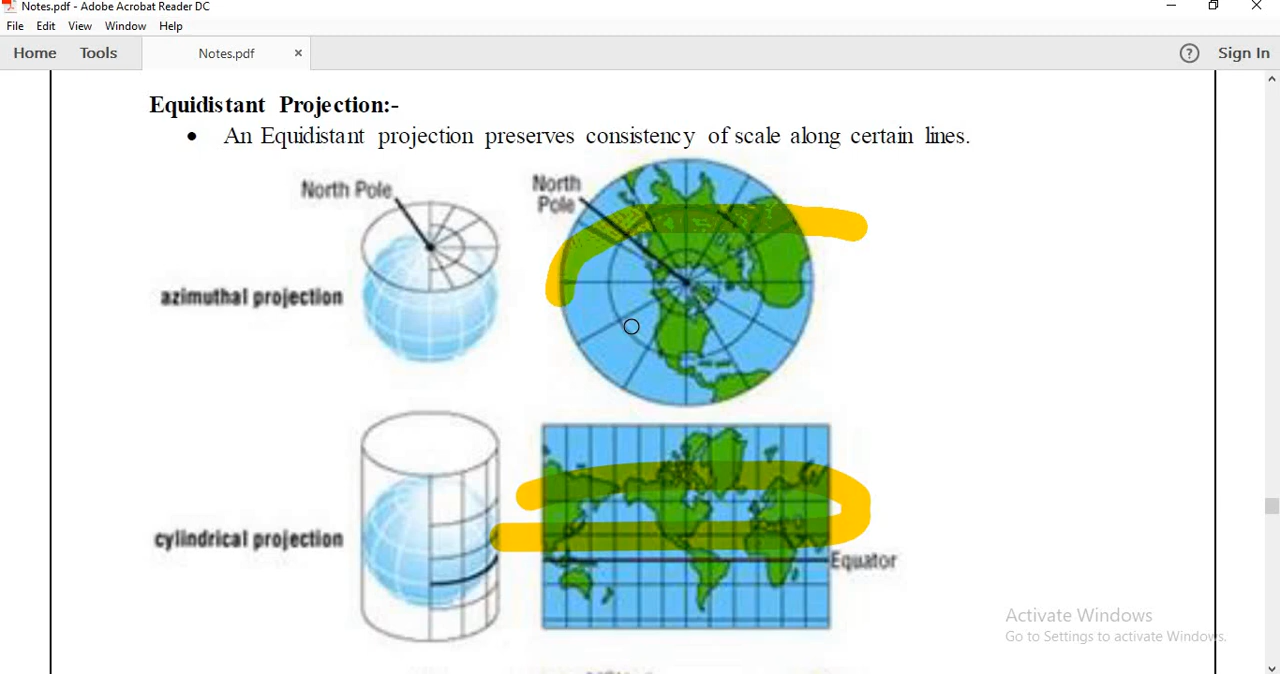 Notes.pdf - Adobe Acrobat Reader DC
File Edit View Window Help
Home Tools Notes.pdf × ? Sign In
Equidistant Projection:-
• An Equidistant projection preserves consistency of scale along certain lines.
North Pole
North
Pole
azimuthal projection
cylindrical projection
Equator
Activate Windows
Go to Settings to activate Windows.